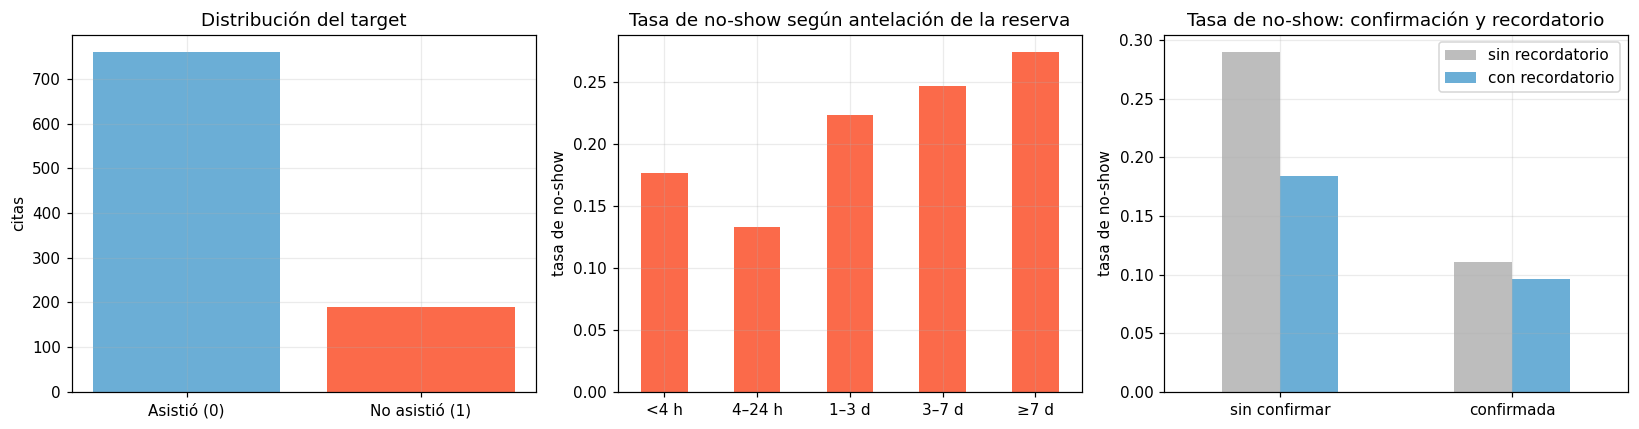 Distribución del target
citas
700
600
500
400
300
200
100
0
Asistió (0)
No asistió (1)
Tasa de no-show según antelación de la reserva
tasa de no-show
0.25
0.20
0.15
0.10
0.05
0.00
<4 h
4–24 h
1–3 d
3–7 d
≥7 d
Tasa de no-show: confirmación y recordatorio
tasa de no-show
0.30
0.25
0.20
0.15
0.10
0.05
0.00
sin recordatorio
con recordatorio
sin confirmar
confirmada